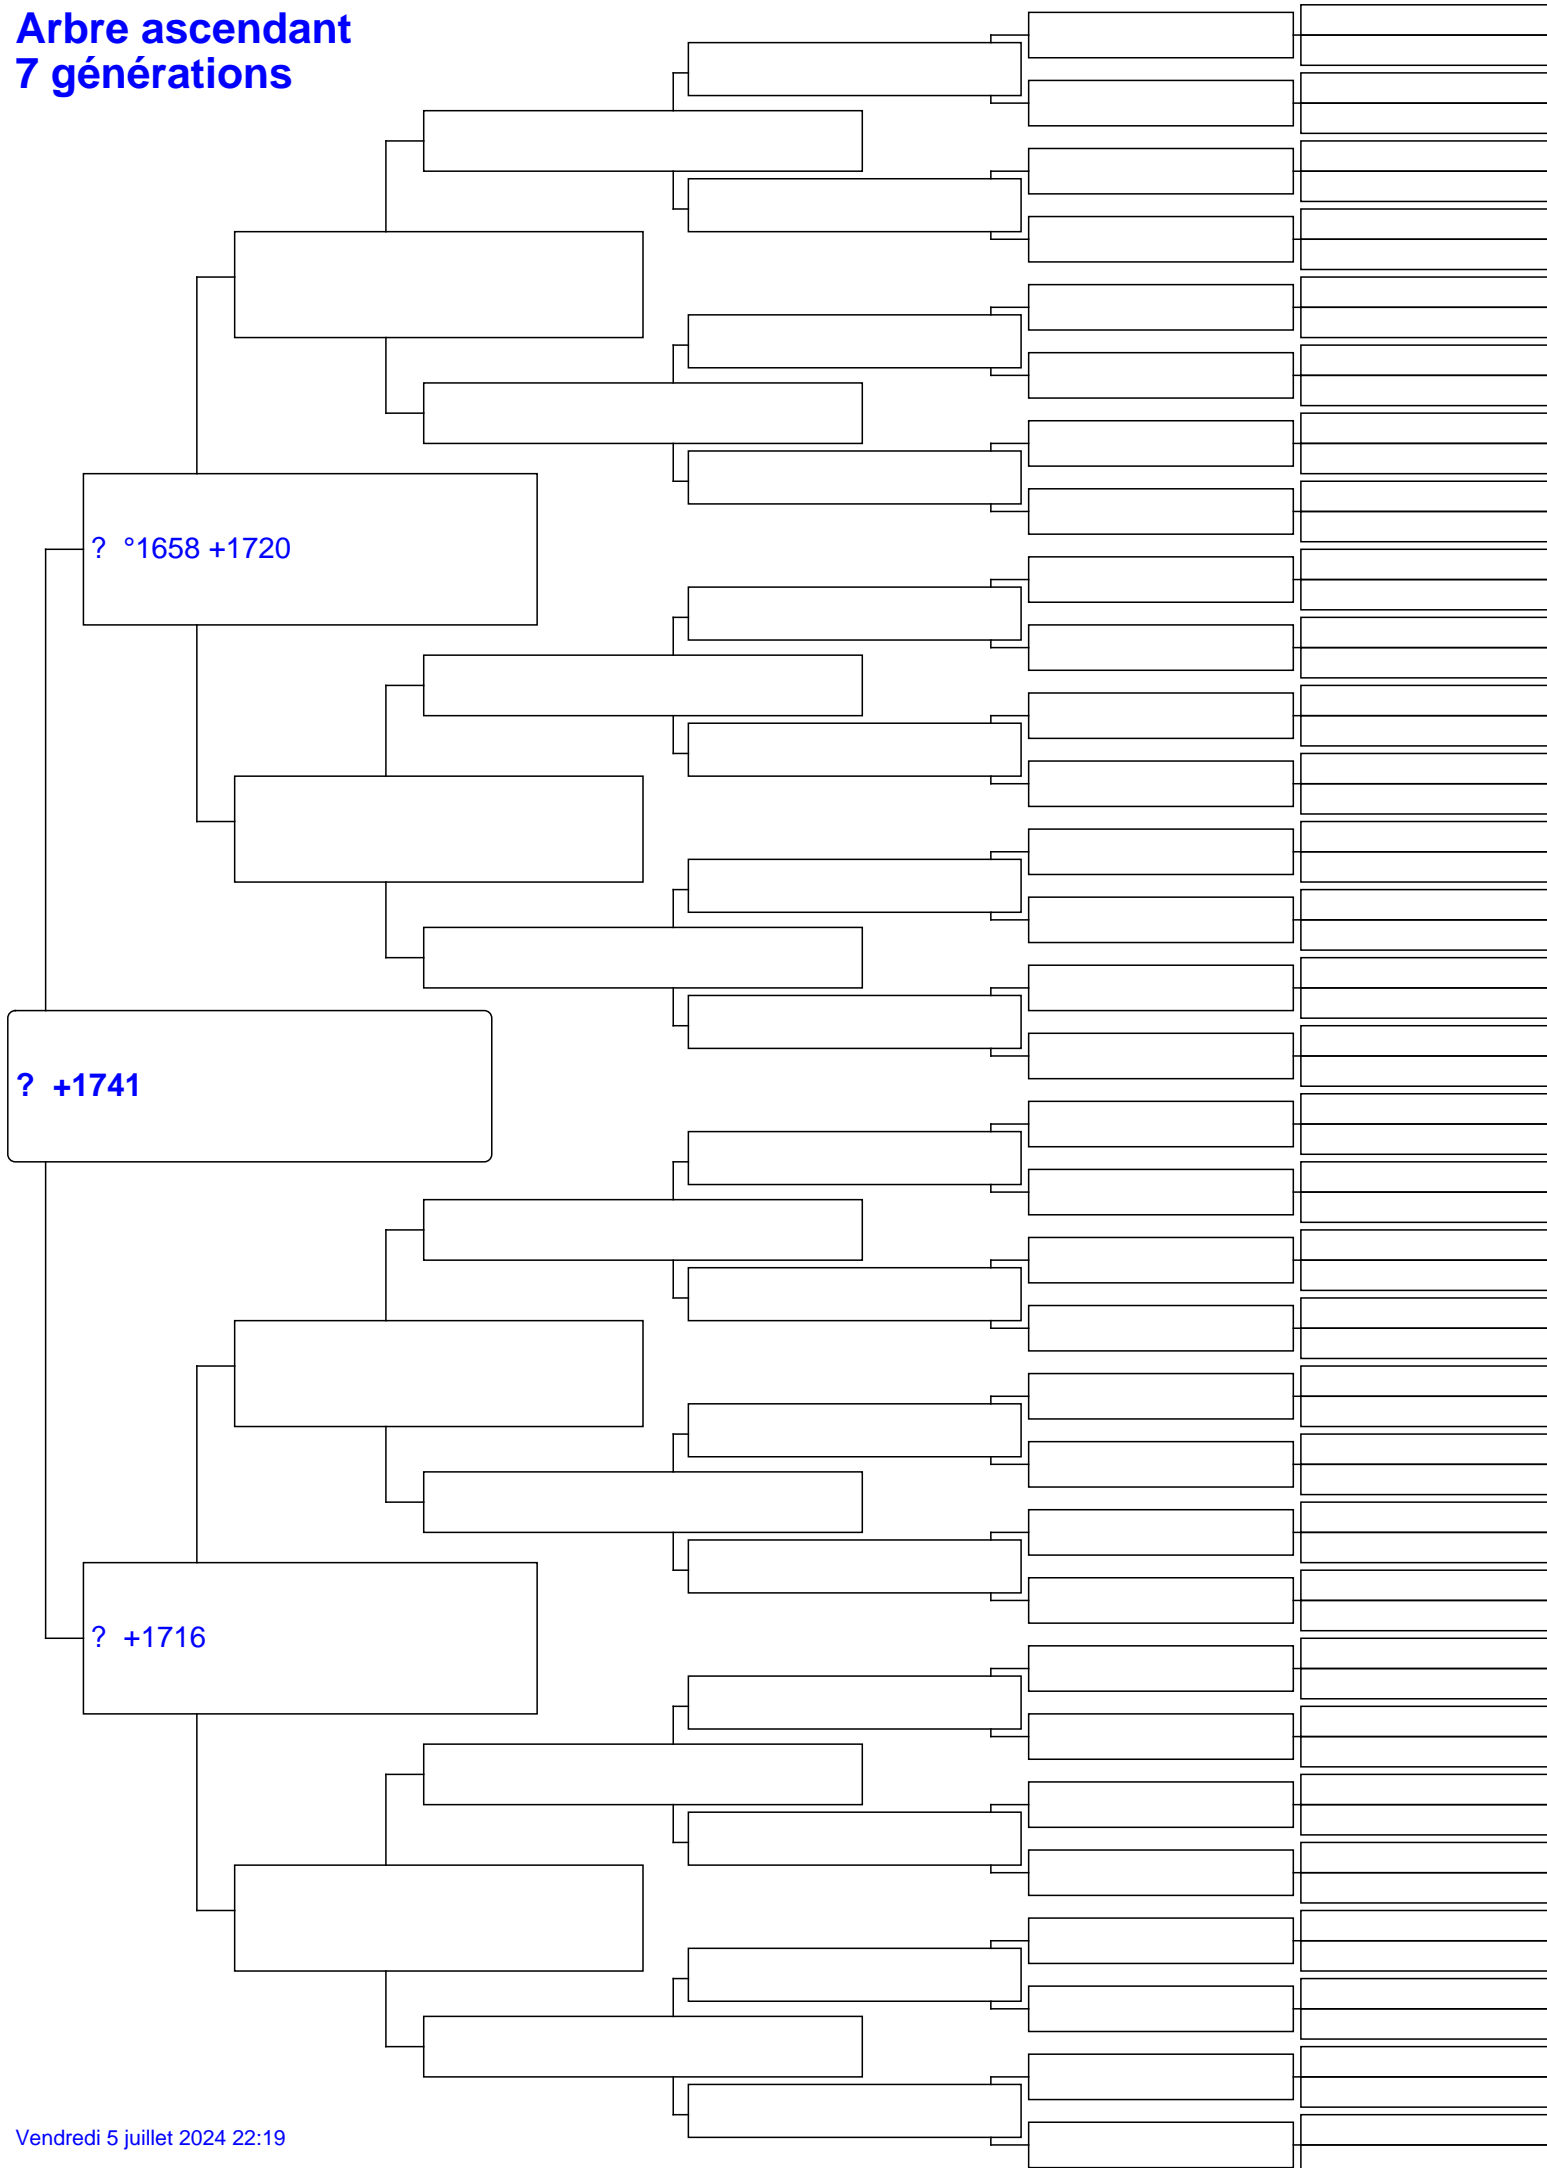 Arbre ascendant
7 générations
? °1658 +1720
? +1741
? +1716
Vendredi 5 juillet 2024 22:19